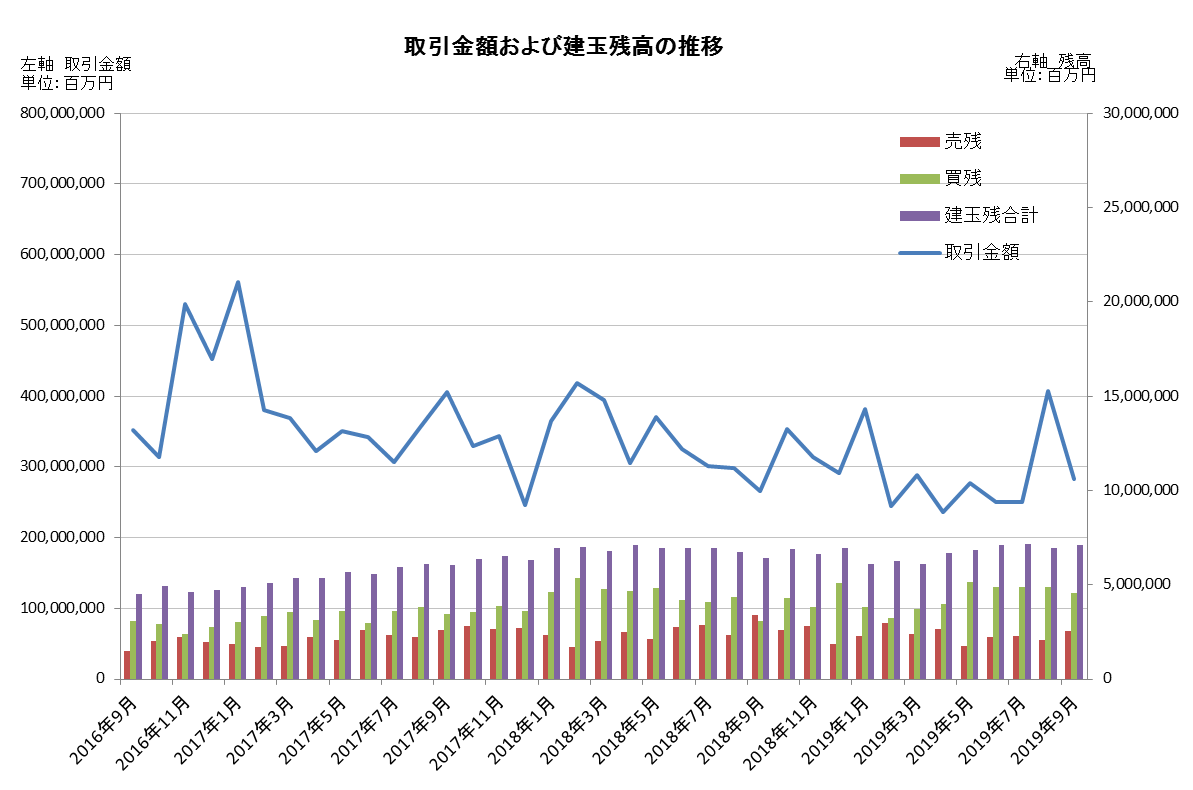 取引金額および建玉残高の推移
左軸 取引金額
単位：百万円
右軸 残高
単位：百万円
800,000,000
700,000,000
600,000,000
500,000,000
400,000,000
300,000,000
200,000,000
100,000,000
0
30,000,000
25,000,000
20,000,000
15,000,000
10,000,000
5,000,000
0
売残
買残
建玉残合計
取引金額
2016年9月
2016年11月
2017年1月
2017年3月
2017年5月
2017年7月
2017年9月
2017年11月
2018年1月
2018年3月
2018年5月
2018年7月
2018年9月
2018年11月
2019年1月
2019年3月
2019年5月
2019年7月
2019年9月